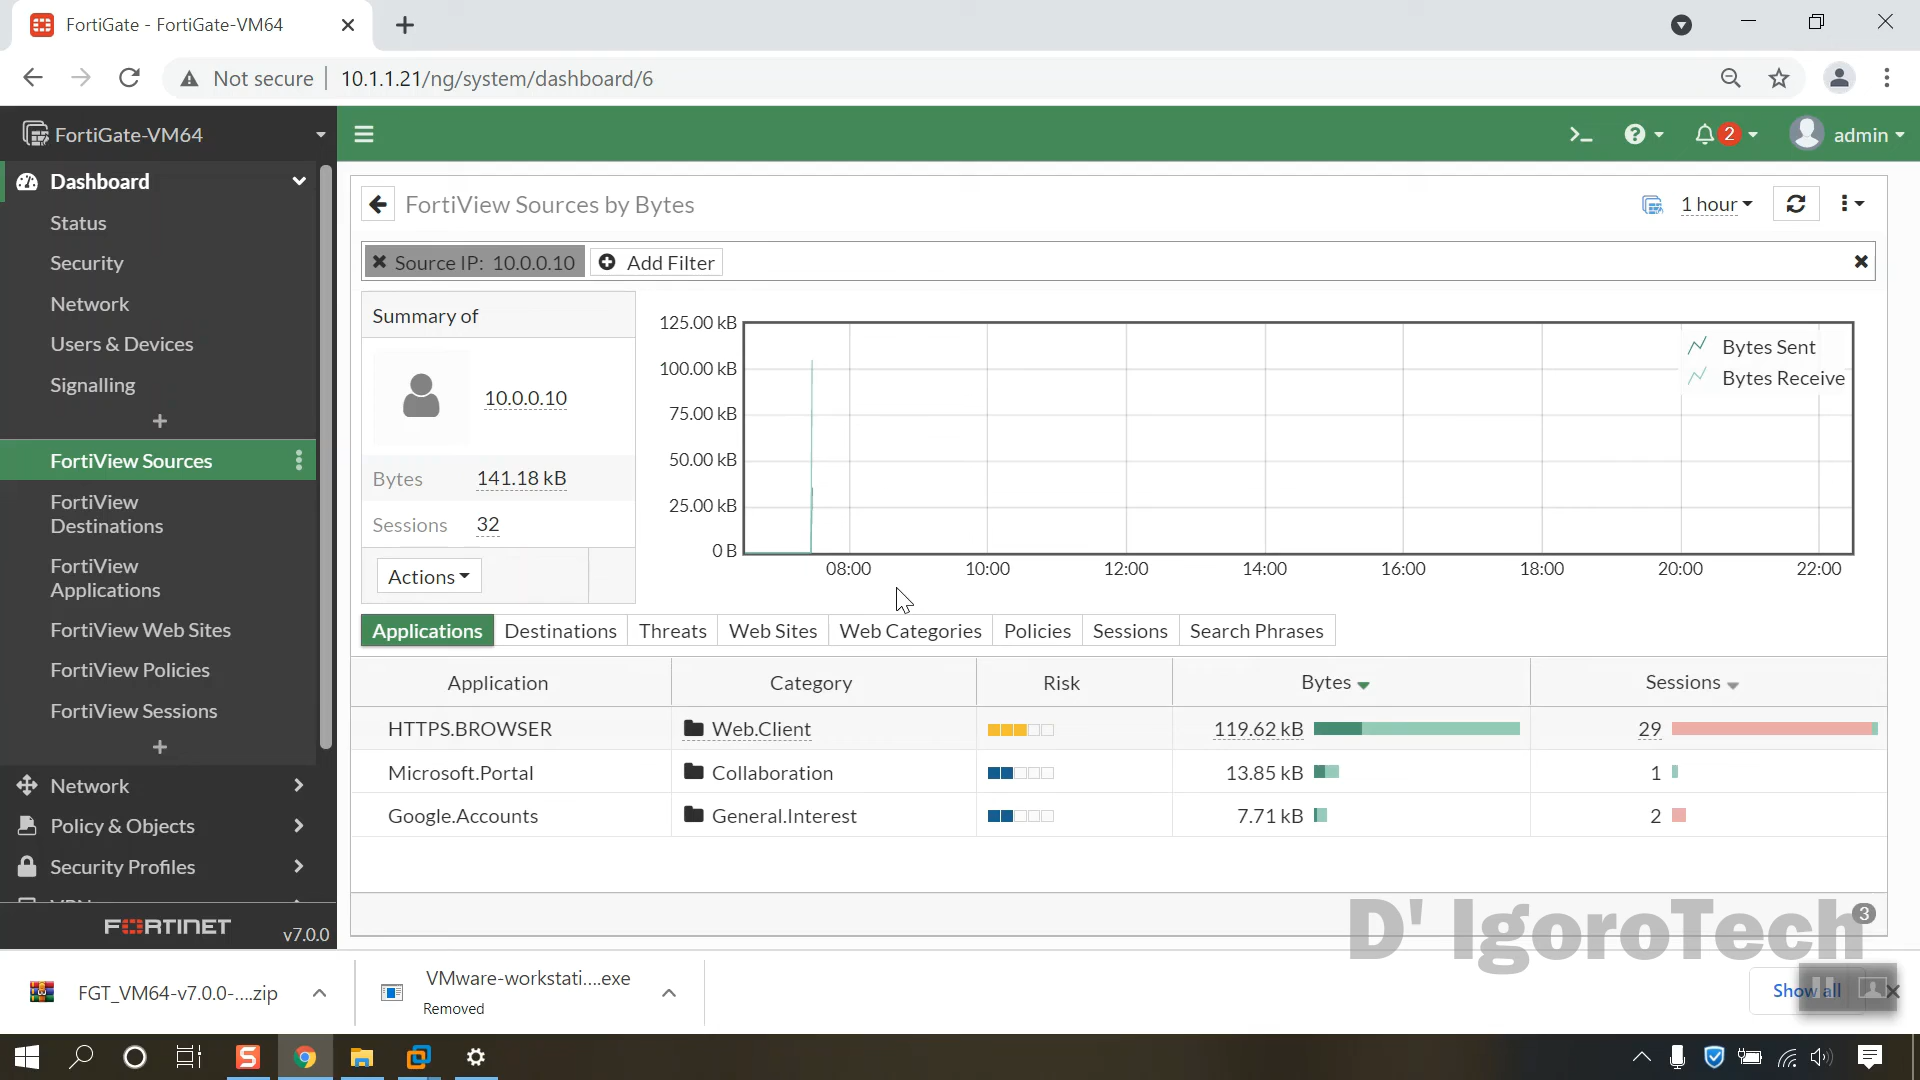 FortiGate - FortiGate-VM64
Not secure 10.1.1.21/ng/system/dashboard/6
FortiGate-VM64
2
admin
Dashboard
Status
Security
Network
Users & Devices
Signalling
FortiView Sources
FortiView
Destinations
FortiView
Applications
FortiView Web Sites
FortiView Policies
FortiView Sessions
Network
Policy & Objects
Security Profiles
FORTINET
v7.0.0
FortiView Sources by Bytes
1 hour
Source IP: 10.0.0.10
Add Filter
Summary of
10.0.0.10
Bytes 141.18 kB
Sessions 32
Actions
125.00 kB
100.00 kB
75.00 kB
50.00 kB
25.00 kB
0 B
Bytes Sent
Bytes Receive
08:00 10:00 12:00 14:00 16:00 18:00 20:00 22:00
Applications Destinations Threats Web Sites Web Categories Policies Sessions Search Phrases
Application Category Risk Bytes Sessions
HTTPS.BROWSER Web.Client 119.62 kB 29
Microsoft.Portal Collaboration 13.85 kB 1
Google.Accounts General.Interest 7.71 kB 2
3
D' IgoroTech
FGT_VM64-v7.0.0-....zip
VMware-workstati....exe
Removed
Show all